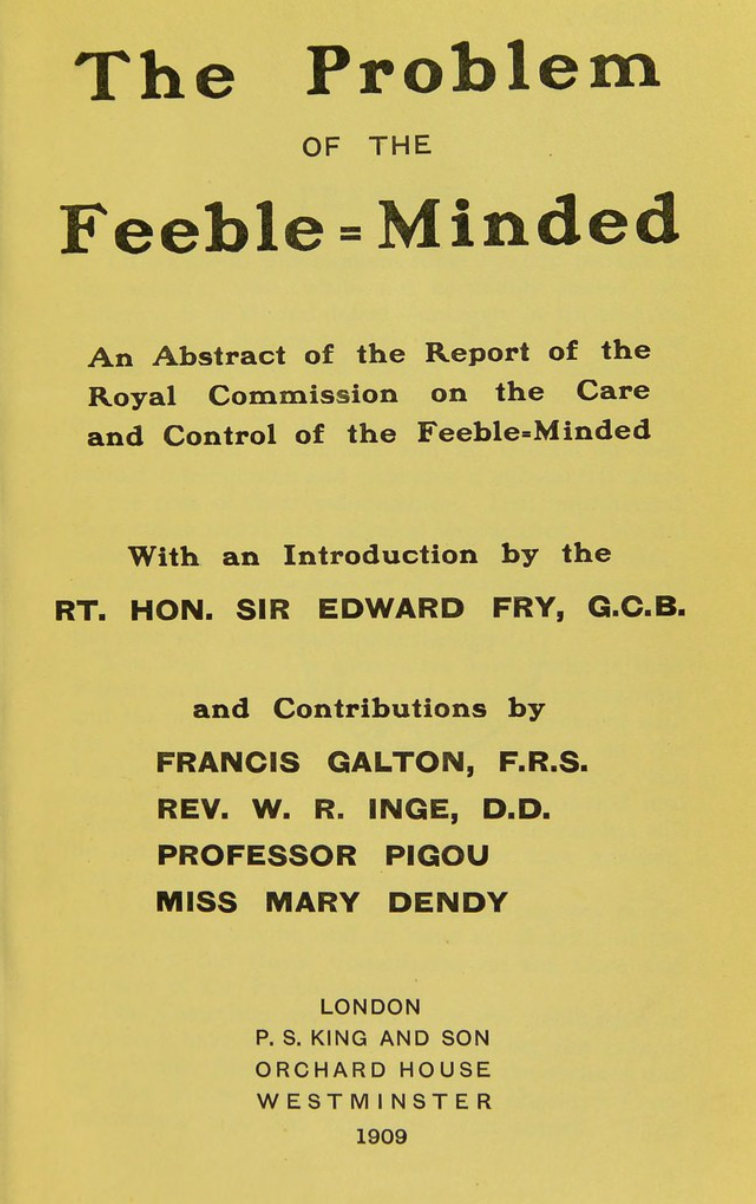 The Problem
OF THE
Feeble=Minded
An Abstract of the Report of the
Royal Commission on the Care
and Control of the Feeble=Minded
With an Introduction by the
RT. HON. SIR EDWARD FRY, G.C.B.
and Contributions by
FRANCIS GALTON, F.R.S.
REV. W. R. INGE, D.D.
PROFESSOR PIGOU
MISS MARY DENDY
LONDON
P. S. KING AND SON
ORCHARD HOUSE
WESTMINSTER
1909